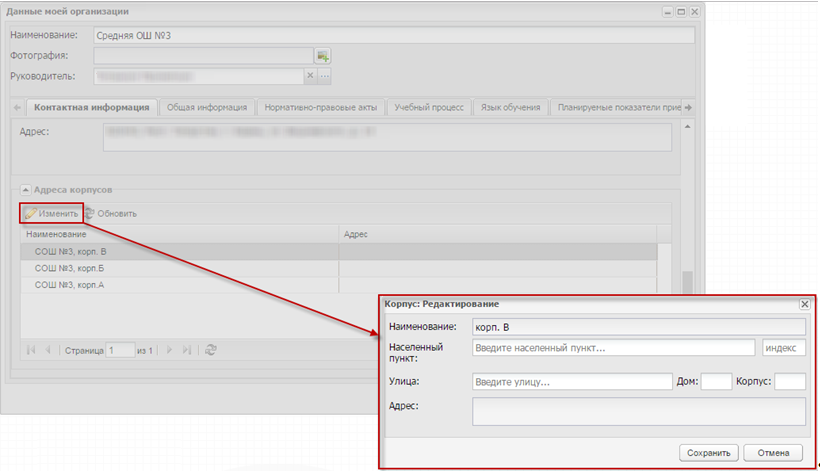 Данные моей организации
Наименование: Средняя ОШ №3
Фотография:
Руководитель:
Контактная информация Общая информация Нормативно-правовые акты Учебный процесс Язык обучения Планируемые показатели прие
Адрес:
Адреса корпусов
Изменить Обновить
Наименование Адрес
СОШ №3, корп. В
СОШ №3, корп.Б
СОШ №3, корп.А
Страница 1 из 1
Корпус: Редактирование
Наименование: корп. В
Населенный пункт: Введите населенный пункт... индекс
Улица: Введите улицу... Дом: Корпус:
Адрес:
Сохранить Отмена